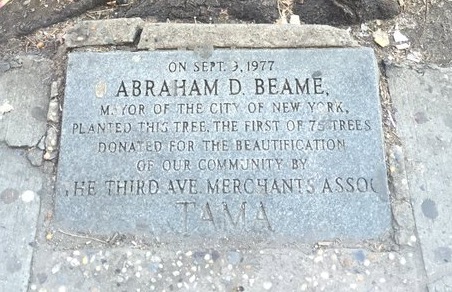 ON SEPT. 3, 1977
ABRAHAM D. BEAME,
MAYOR OF THE CITY OF NEW YORK,
PLANTED THIS TREE, THE FIRST OF 75 TREES
DONATED FOR THE BEAUTIFICATION
OF OUR COMMUNITY BY
THE THIRD AVE. MERCHANTS ASSOC
TAMA